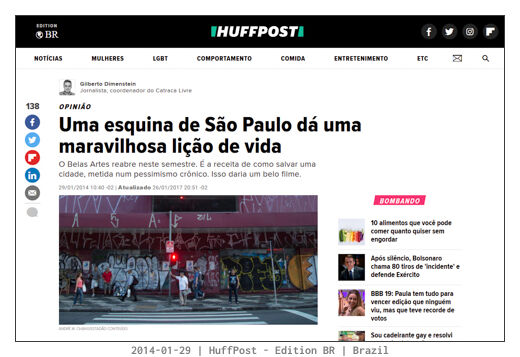 EDITION
BR
HUFFPOST
NOTÍCIAS MULHERES LGBT COMPORTAMENTO COMIDA ENTRETENIMENTO ETC
Gilberto Dimenstein
Jornalista, coordenador do Catraca Livre
138
OPINIÃO
Uma esquina de São Paulo dá uma
maravilhosa lição de vida
O Belas Artes reabre neste semestre. É a receita de como salvar uma
cidade, metida num pessimismo crônico. Isso daria um belo filme.
29/01/2014 10:40 -02 | Atualizado 26/01/2017 20:51 -02
BOMBANDO
10 alimentos que você pode
comer quanto quiser sem
engordar
Após silêncio, Bolsonaro
chama 80 tiros de 'incidente' e
defende Exército
BBB 19: Paula tem tudo para
vencer edição que ninguém
viu, mas que teve recorde de
votos
Sou cadeirante gay e resolvi
2014-01-29 | HuffPost - Edition BR | Brazil